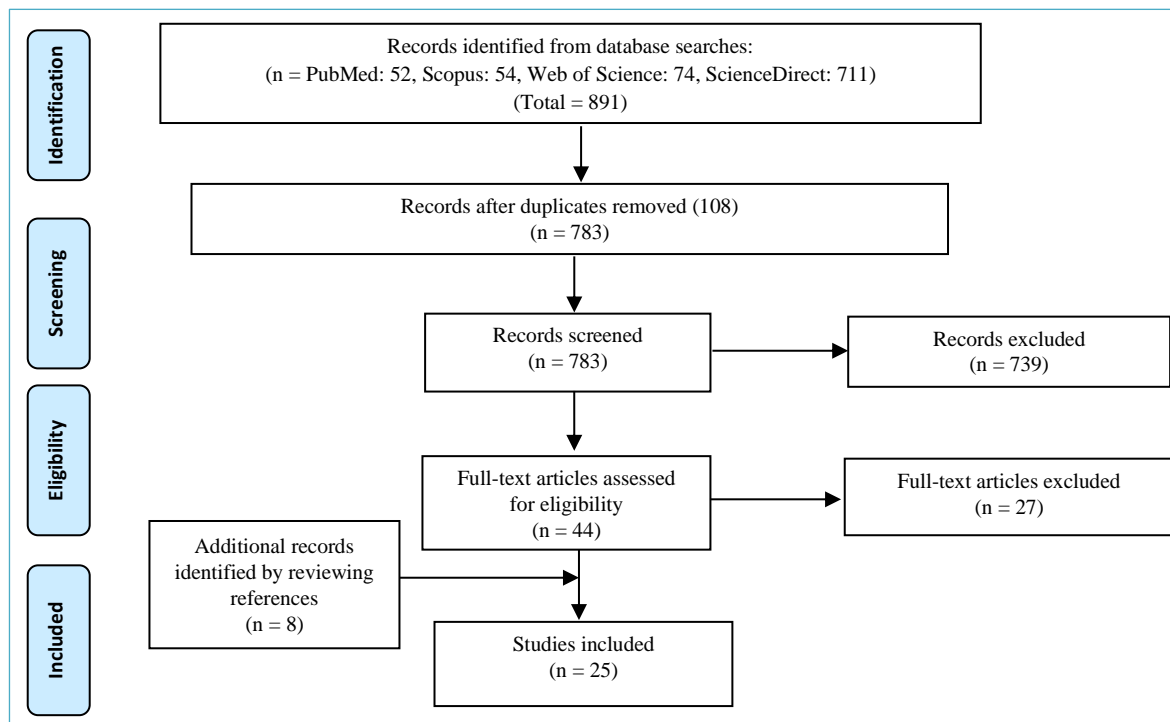 Identification
Records identified from database searches:
(n = PubMed: 52, Scopus: 54, Web of Science: 74, ScienceDirect: 711)
(Total = 891)
Records after duplicates removed (108)
(n = 783)
Screening
Records screened
(n = 783)
Records excluded
(n = 739)
Eligibility
Full-text articles assessed
for eligibility
(n = 44)
Full-text articles excluded
(n = 27)
Additional records
identified by reviewing
references
(n = 8)
Included
Studies included
(n = 25)